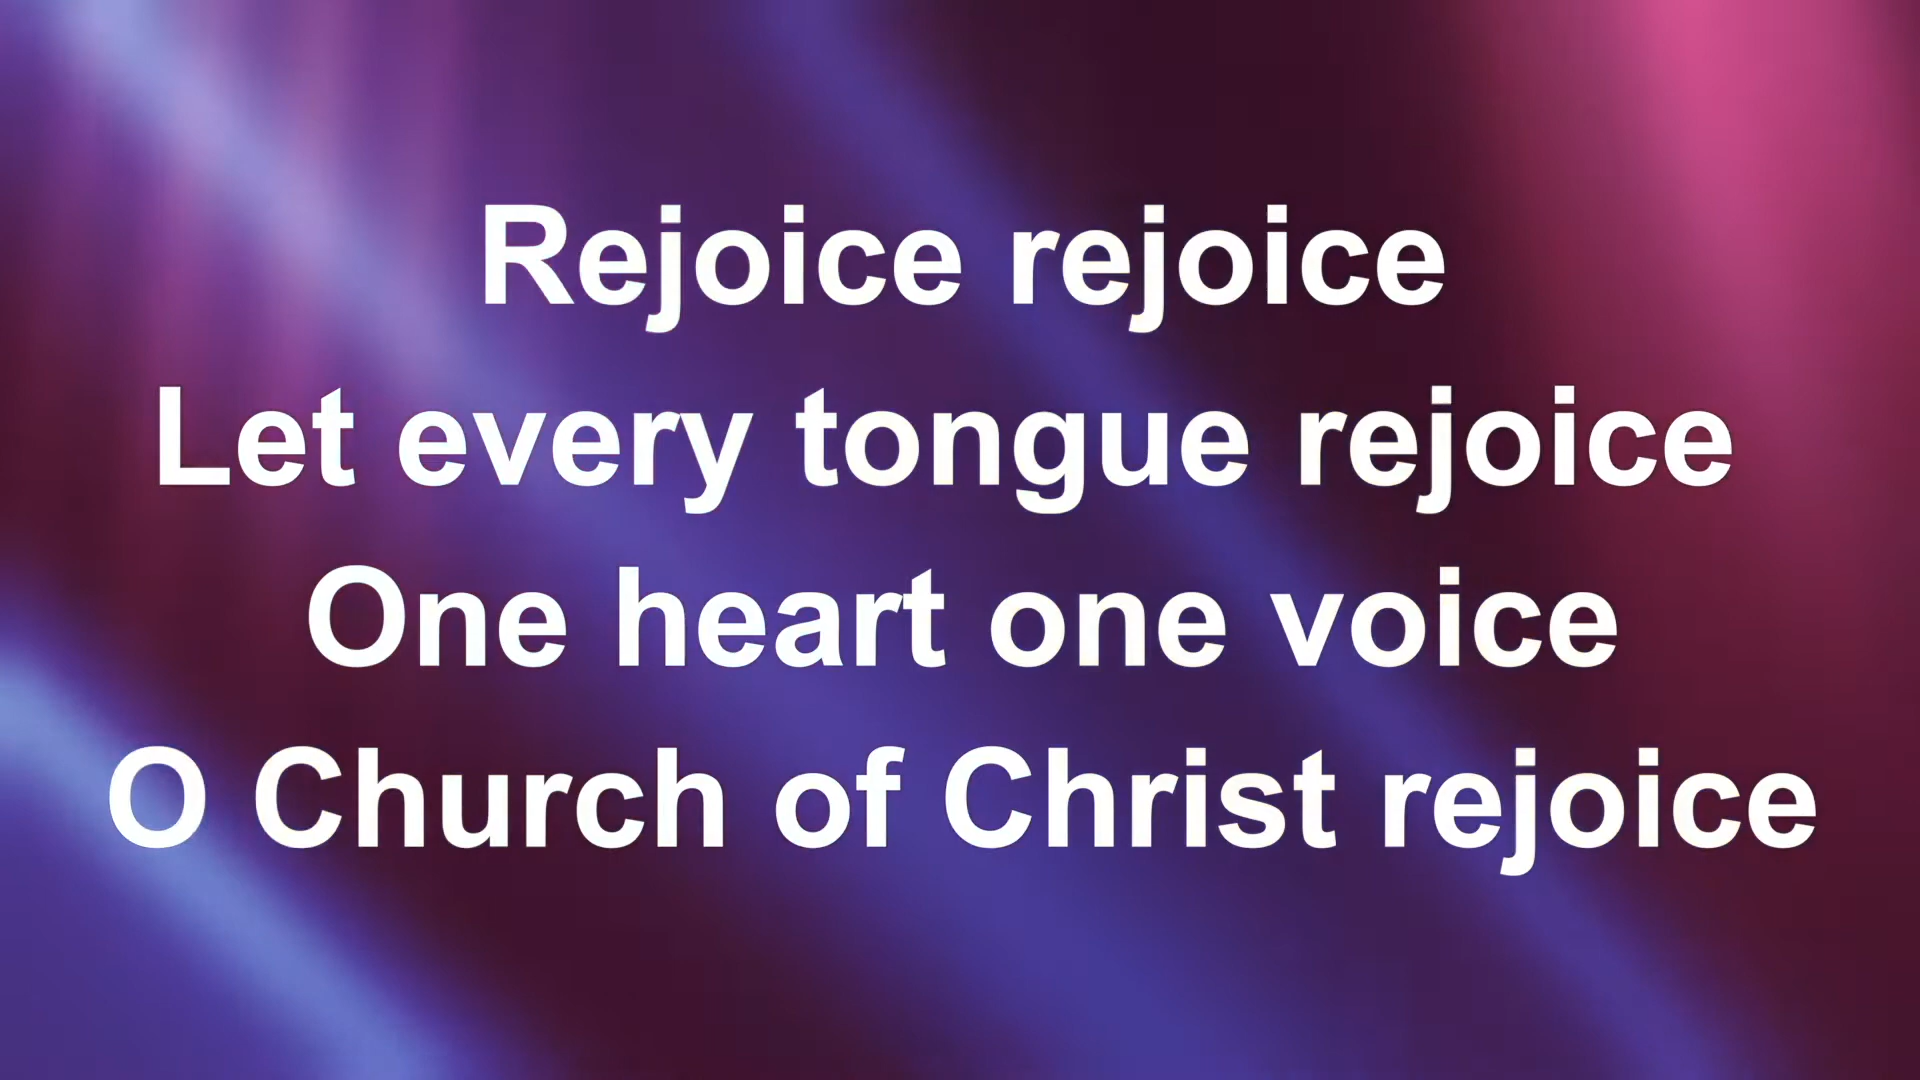 Rejoice rejoice
Let every tongue rejoice
One heart one voice
O Church of Christ rejoice